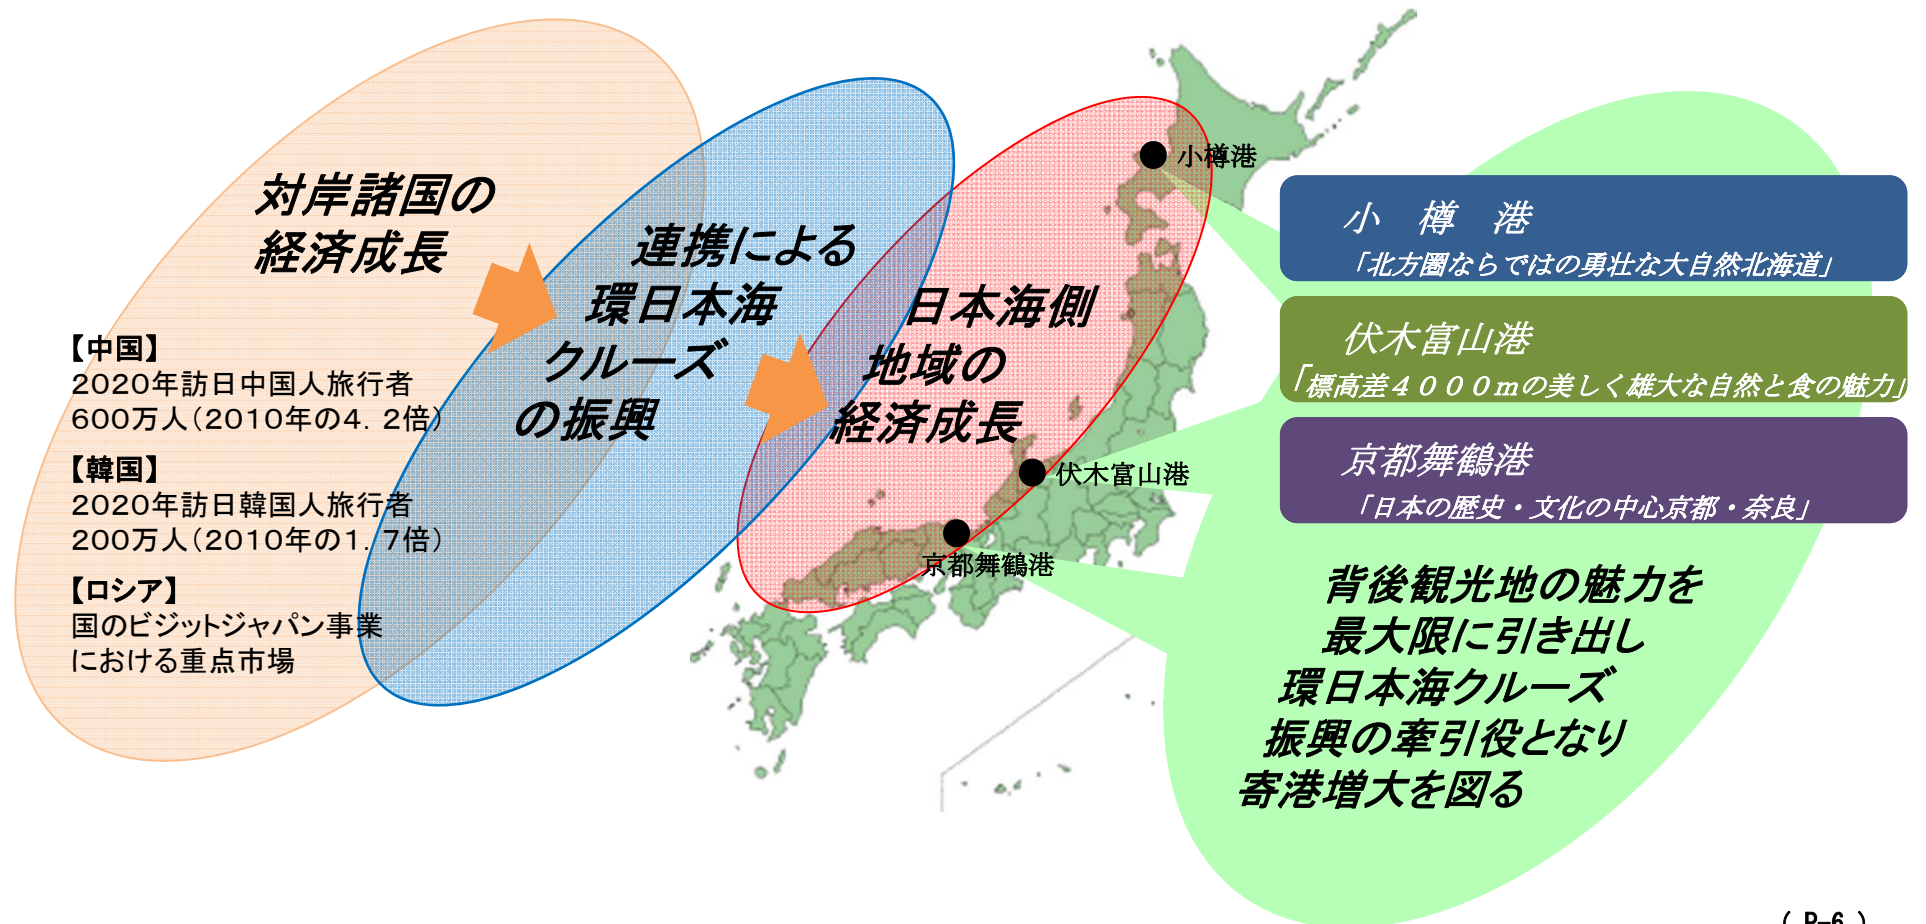 対岸諸国の
経済成長
【中国】
2020年訪日中国人旅行者
600万人（2010年の4．2倍）
【韓国】
2020年訪日韓国人旅行者
200万人（2010年の1．7倍）
【ロシア】
国のビジットジャパン事業
における重点市場
連携による
環日本海
クルーズ
の振興
日本海側
地域の
経済成長
小樽港
伏木富山港
京都舞鶴港
小　樽　港
「北方圏ならではの勇壮な大自然北海道」
伏木富山港
「標高差４０００ｍの美しく雄大な自然と食の魅力」
京都舞鶴港
「日本の歴史・文化の中心京都・奈良」
背後観光地の魅力を
最大限に引き出し
環日本海クルーズ
振興の牽引役となり
寄港増大を図る
( P-6 )